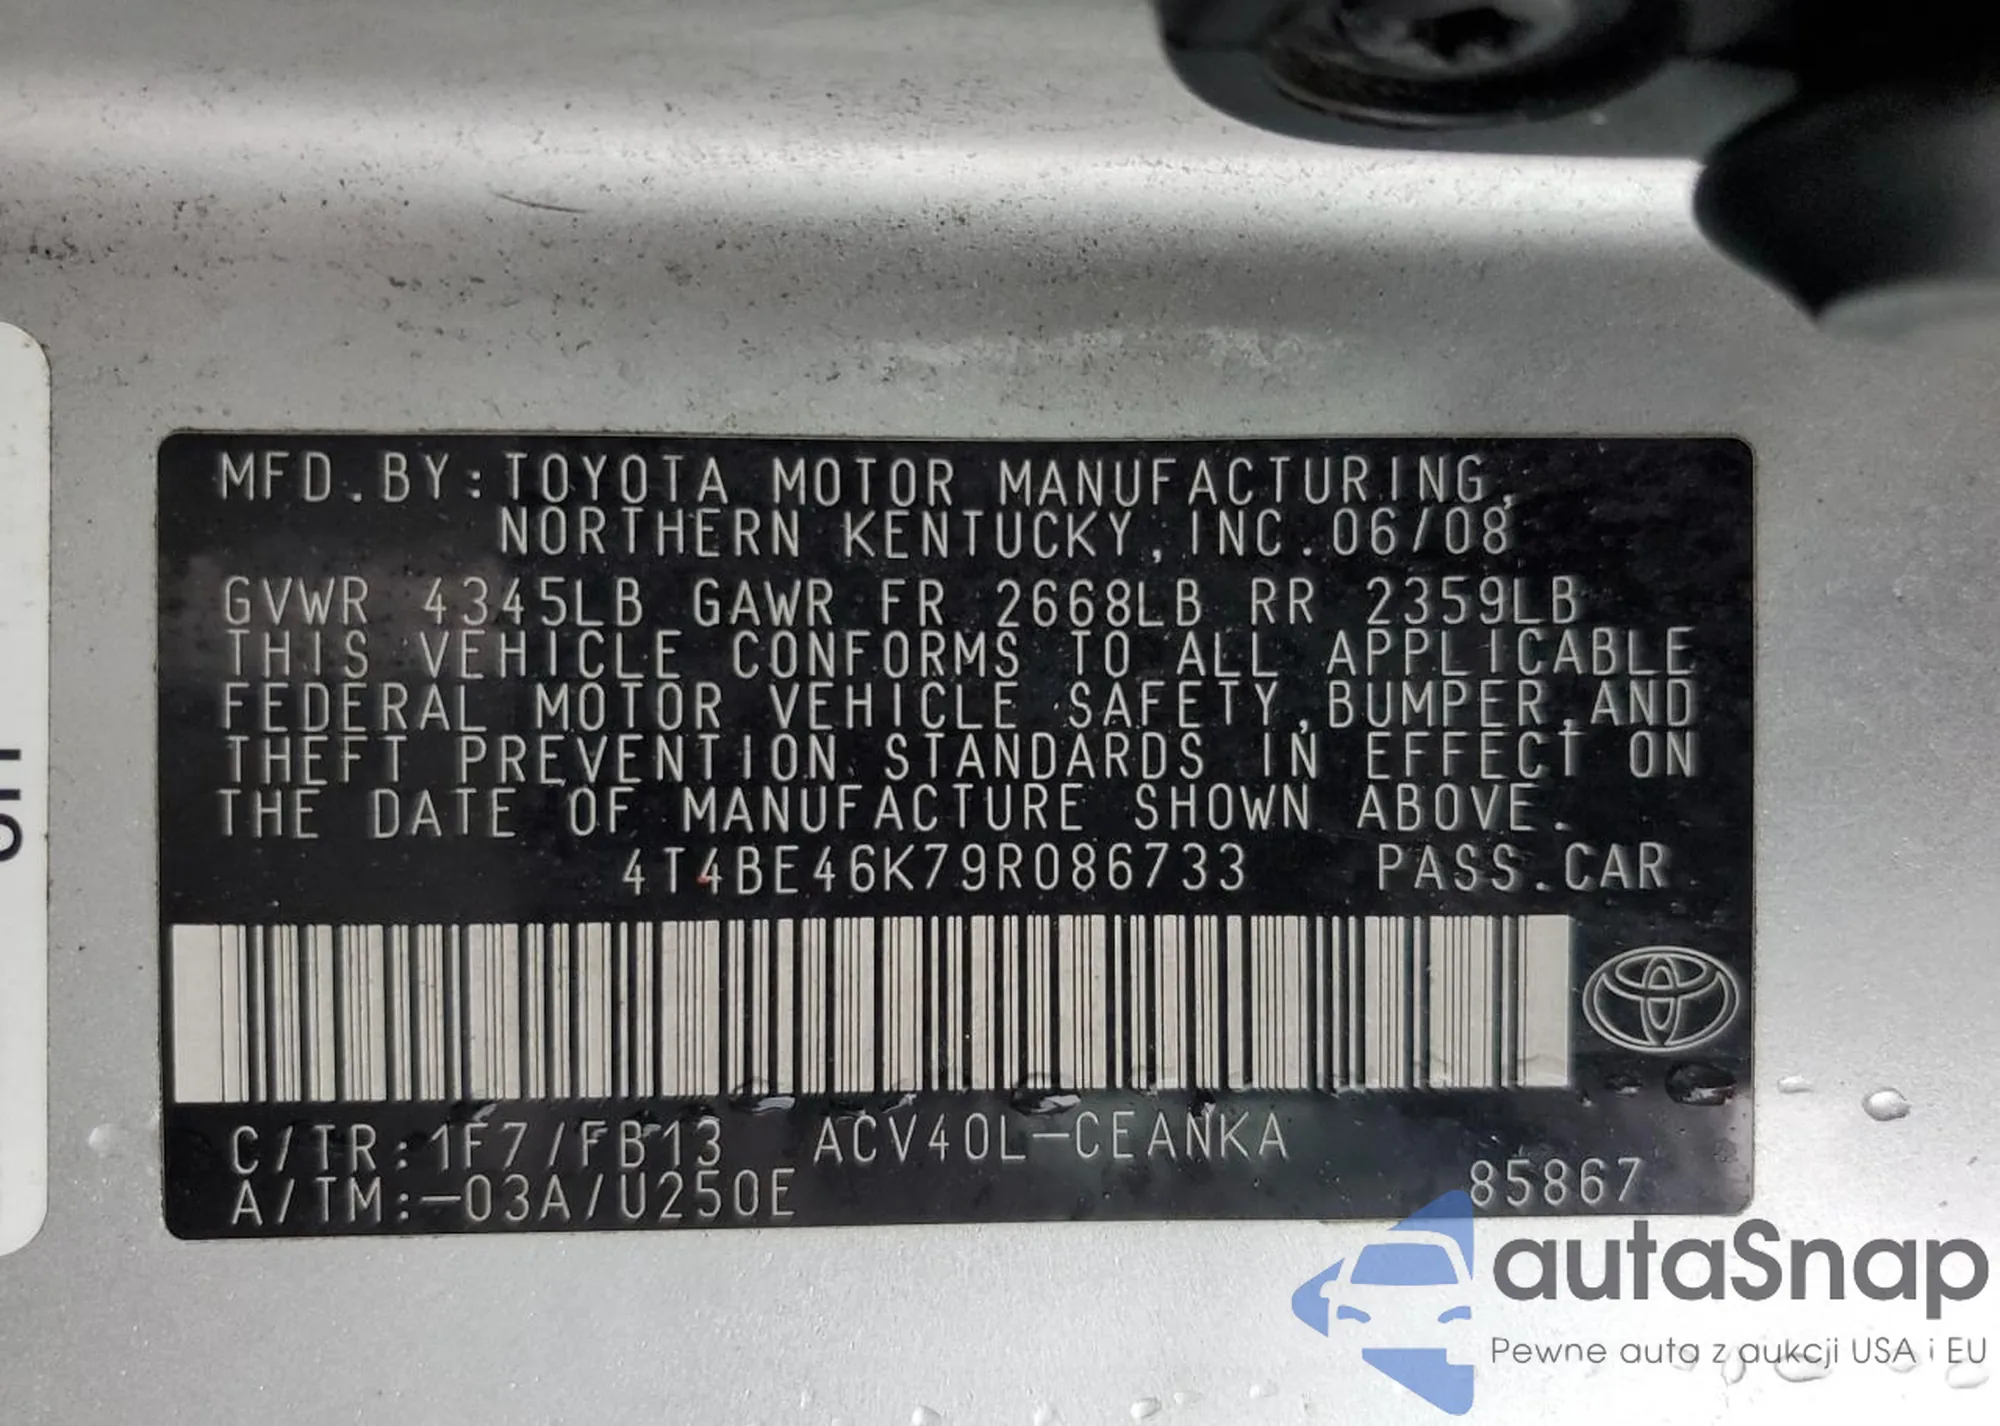 MFD.BY:TOYOTA MOTOR MANUFACTURING,
NORTHERN KENTUCKY, INC.06/08
GVWR 4345LB GAWR FR 2668LB RR 2359LB
THIS VEHICLE CONFORMS TO ALL APPLICABLE
FEDERAL MOTOR VEHICLE SAFETY,BUMPER,AND
THEFT PREVENTION STANDARDS IN EFFECT ON
THE DATE OF MANUFACTURE SHOWN ABOVE.
4T4BE46K79R086733 PASS.CAR
C/TR:1F7/FB13 ACV40L-CEANKA
A/TM:-03A/U250E 85867
autaSnap
Pewne auta z aukcji USA i EU